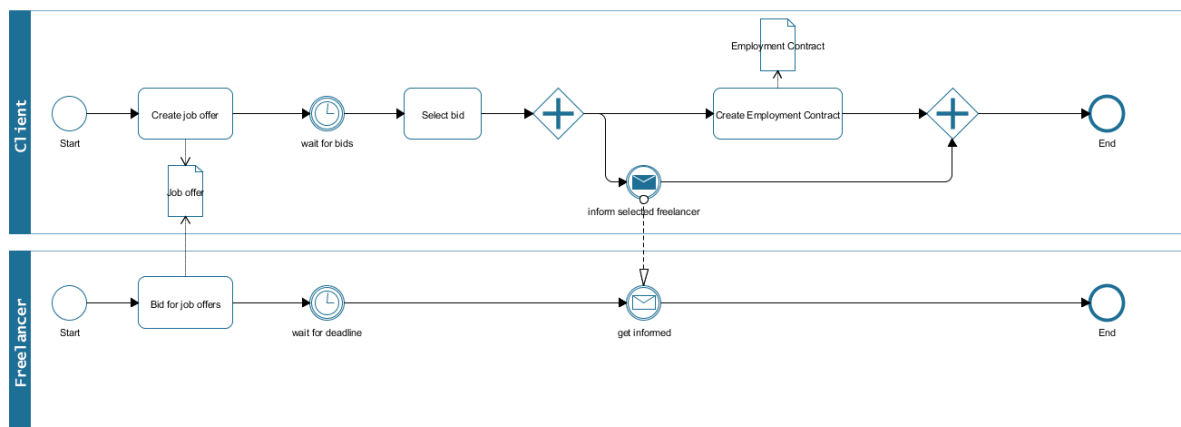 Client
Employment Contract
Create job offer
Select bid
Create Employment Contract
Start
wait for bids
End
Job offer
inform selected freelancer
Freelancer
Bid for job offers
Start
wait for deadline
get informed
End